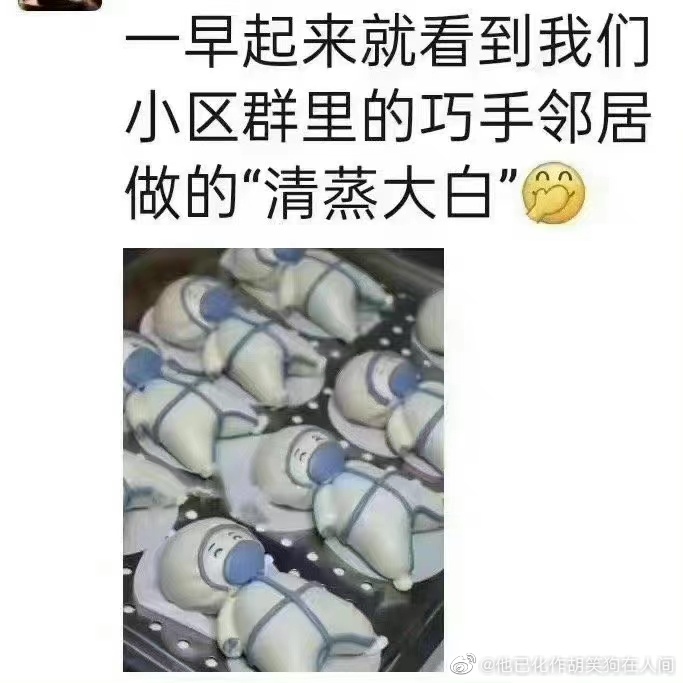 一早起来就看到我们
小区群里的巧手邻居
做的“清蒸大白”🤭
@他已化作胡笑狗在人间